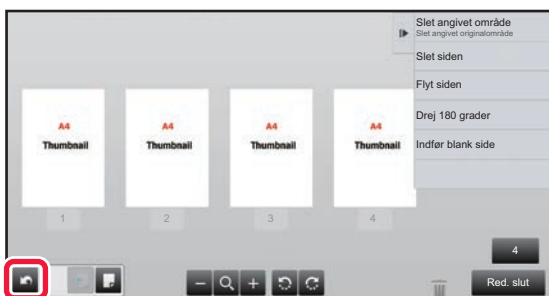 Slet angivet område
Slet angivet originalområde
Slet siden
Flyt siden
Drej 180 grader
Indfør blank side
A4
Thumbnail
A4
Thumbnail
A4
Thumbnail
A4
Thumbnail
1
2
3
4
4
Red. slut